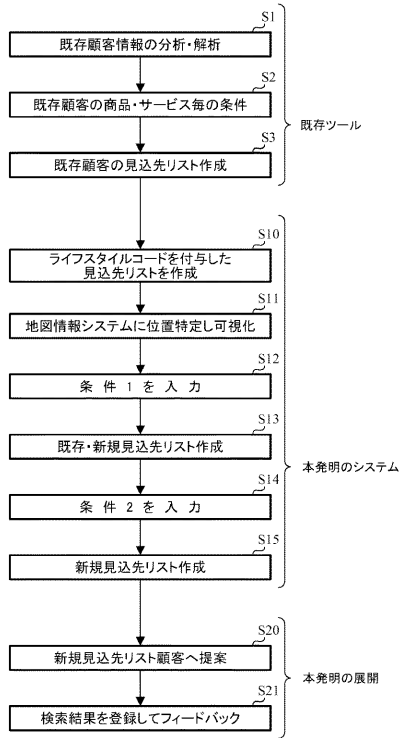 S1
既存顧客情報の分析・解析
S2
既存顧客の商品・サービス毎の条件
S3
既存顧客の見込先リスト作成
既存ツール
S10
ライフスタイルコードを付与した
見込先リストを作成
S11
地図情報システムに位置特定し可視化
S12
条件1を入力
S13
既存・新規見込先リスト作成
S14
条件2を入力
S15
新規見込先リスト作成
本発明のシステム
S20
新規見込先リスト顧客へ提案
S21
検索結果を登録してフィードバック
本発明の展開